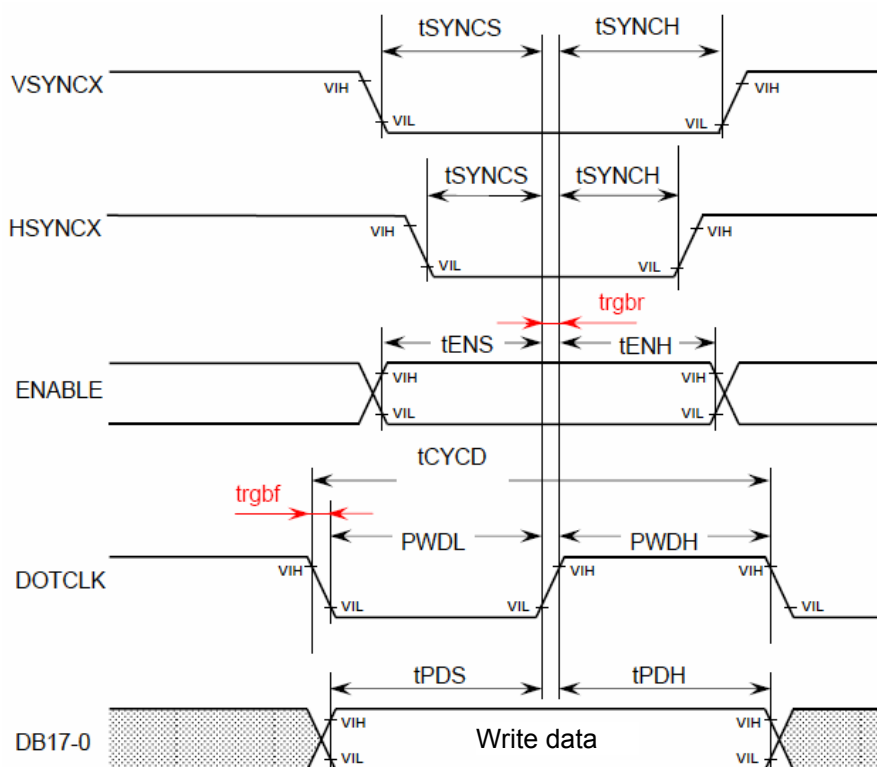 tSYNCS tSYNCH
VSYNCX VIH VIH
VIL VIL
tSYNCS tSYNCH
HSYNCX VIH VIH
VIL VIL
trgbr
tENS tENH
ENABLE VIH VIH
VIL VIL
tCYCD
trgbf
PWDL PWDH
DOTCLK VIH VIH VIH
VIL VIL VIL
tPDS tPDH
VIH VIH
DB17-0 Write data
VIL VIL